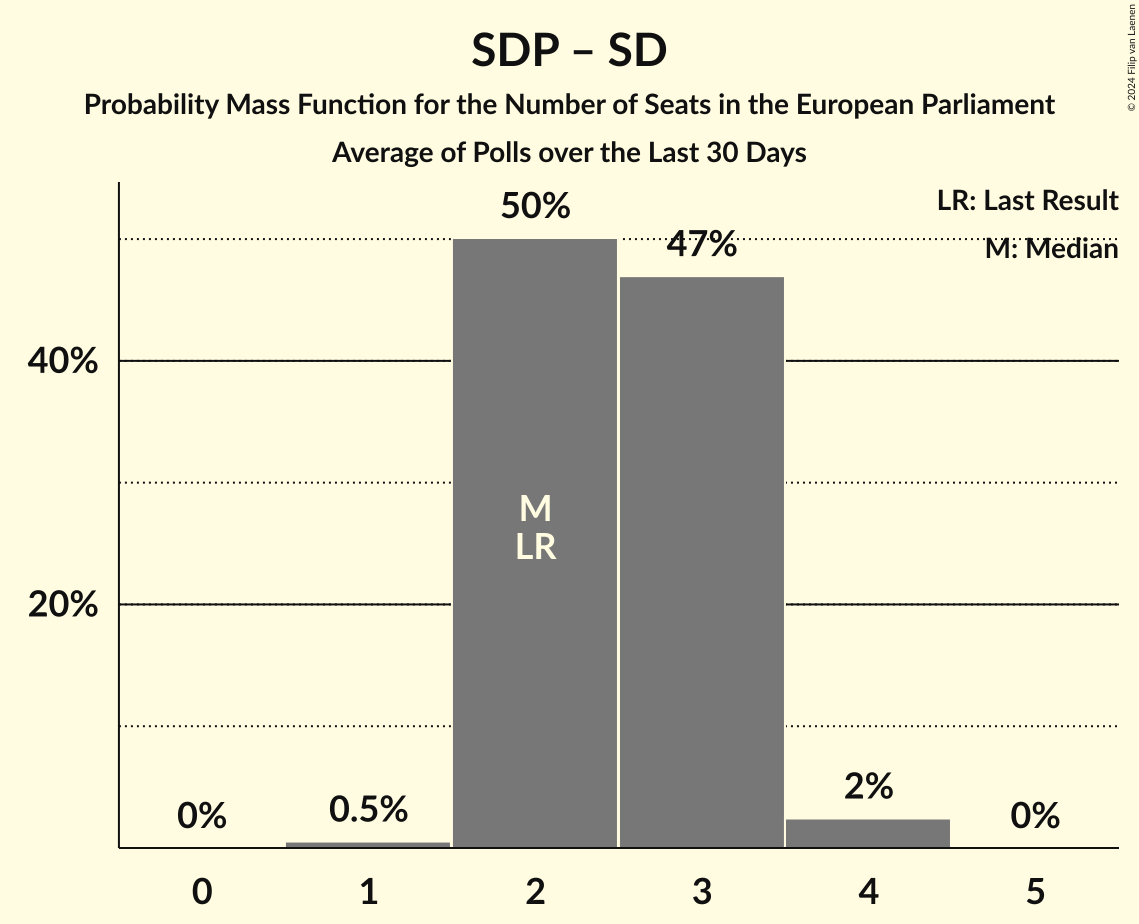 SDP – SD
Probability Mass Function for the Number of Seats in the European Parliament
Average of Polls over the Last 30 Days
© 2024 Filip van Laenen
LR: Last Result
M: Median
50%
47%
40%
M
LR
20%
2%
0.5%
0%
0%
0 1 2 3 4 5